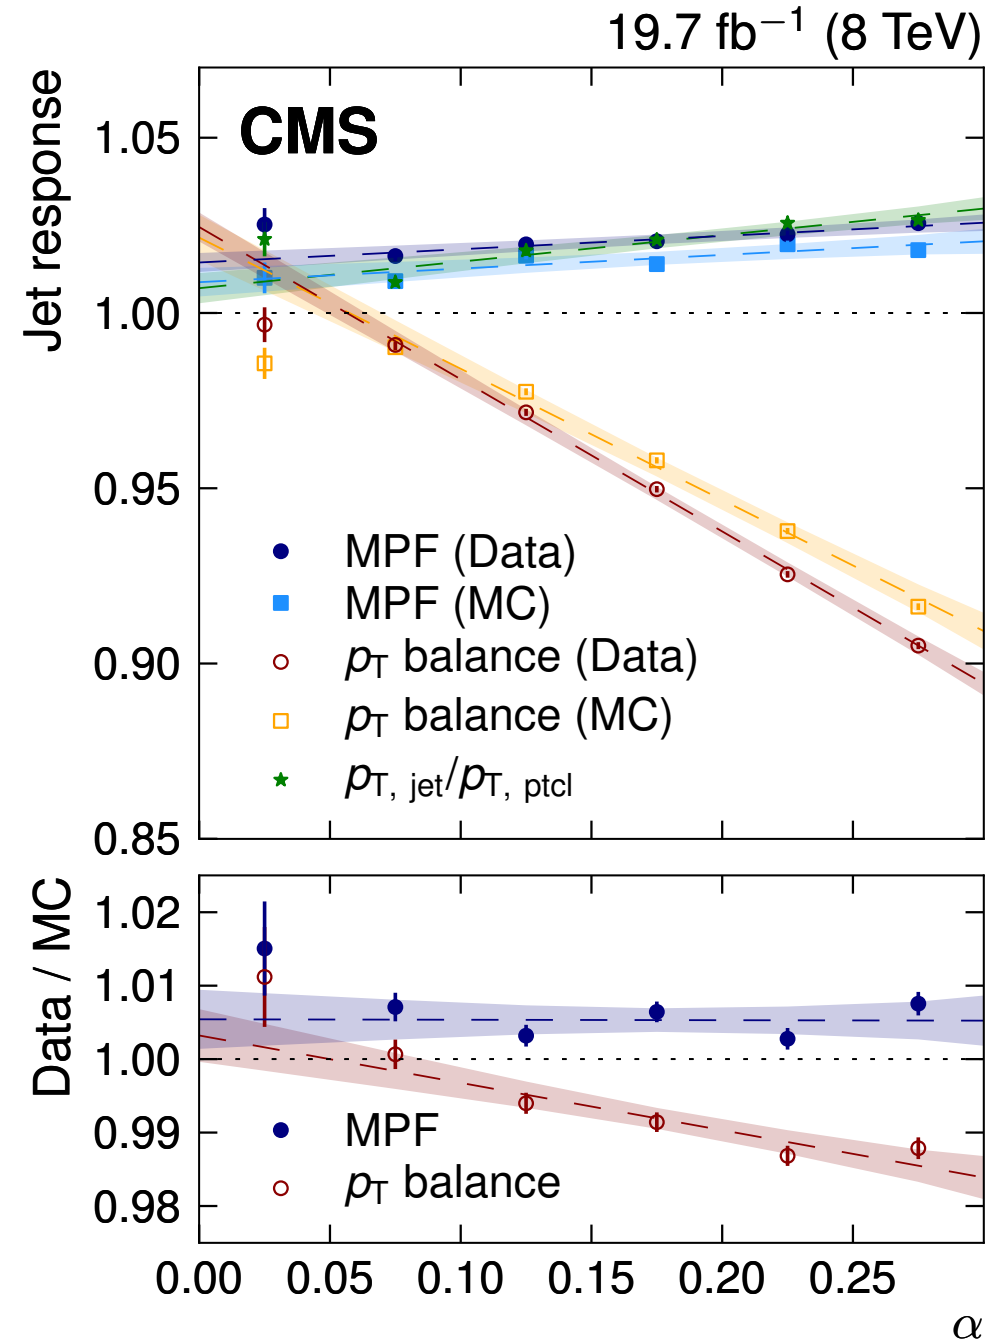 19.7 fb⁻¹ (8 TeV)
Jet response
CMS
1.05
1.00
0.95
0.90
0.85
MPF (Data)
MPF (MC)
pT balance (Data)
pT balance (MC)
pT, jet/pT, ptcl
Data / MC
1.02
1.01
1.00
0.99
0.98
MPF
pT balance
0.00 0.05 0.10 0.15 0.20 0.25
α